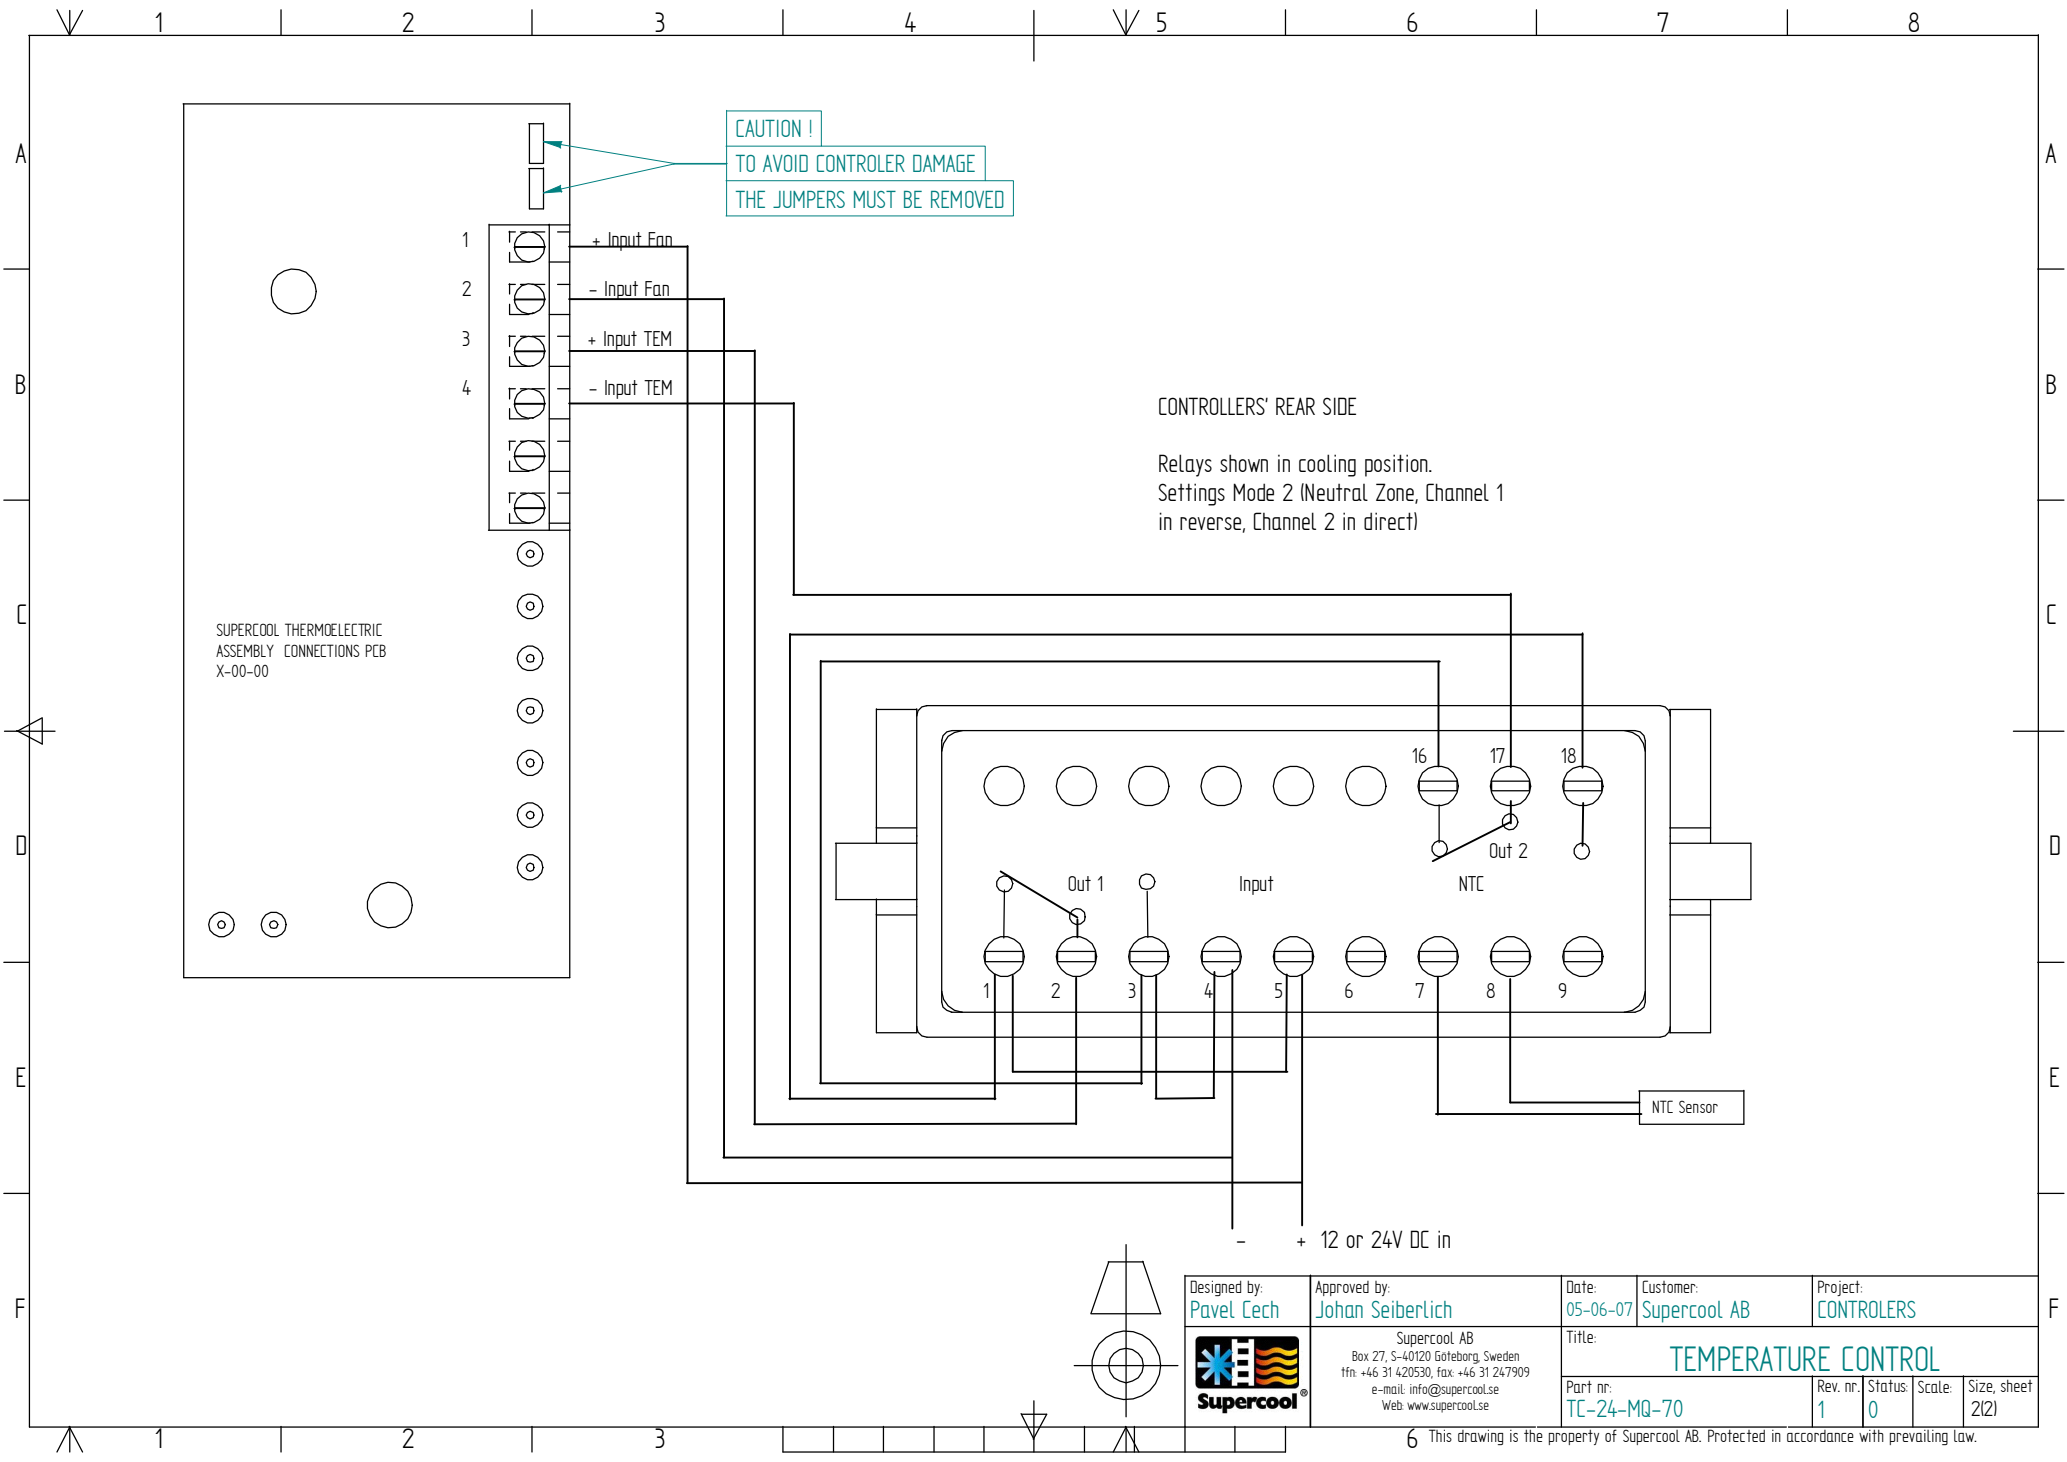 1 2 3 4 5 6 7 8
A A
CAUTION !
TO AVOID CONTROLER DAMAGE
THE JUMPERS MUST BE REMOVED
1 + Input Fan
2 - Input Fan
3 + Input TEM
4 - Input TEM
B B
CONTROLLERS' REAR SIDE
Relays shown in cooling position.
Settings Mode 2 (Neutral Zone, Channel 1
in reverse, Channel 2 in direct)
C C
SUPERCOOL THERMOELECTRIC
ASSEMBLY CONNECTIONS PCB
X-00-00
16 17 18
D D
Out 2
Out 1 Input NTC
1 2 3 4 5 6 7 8 9
E E
NTC Sensor
- + 12 or 24V DC in
F F
Designed by:
Pavel Cech
Approved by:
Johan Seiberlich
Date:
05-06-07
Customer:
Supercool AB
Project:
CONTROLERS
Supercool®
Supercool AB
Box 27, S-40120 Göteborg, Sweden
tfn: +46 31 420530, fax: +46 31 247909
e-mail: info@supercool.se
Web: www.supercool.se
Title:
TEMPERATURE CONTROL
Part nr:
TC-24-MQ-70
Rev. nr.
1
Status:
0
Scale:
Size, sheet
2(2)
1 2 3 6 This drawing is the property of Supercool AB. Protected in accordance with prevailing law.